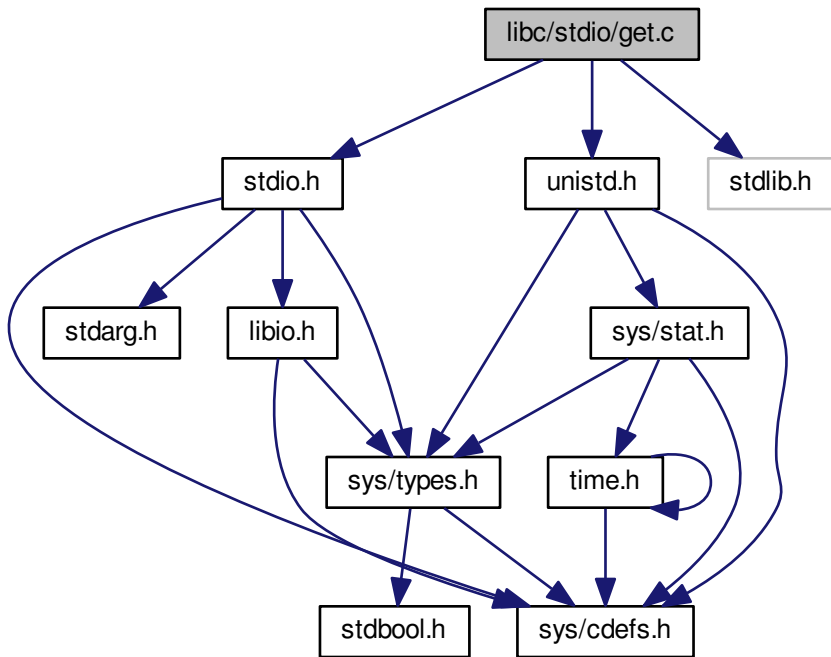 libc/stdio/get.c
stdio.h
unistd.h
stdlib.h
stdarg.h
libio.h
sys/stat.h
sys/types.h
time.h
stdbool.h
sys/cdefs.h